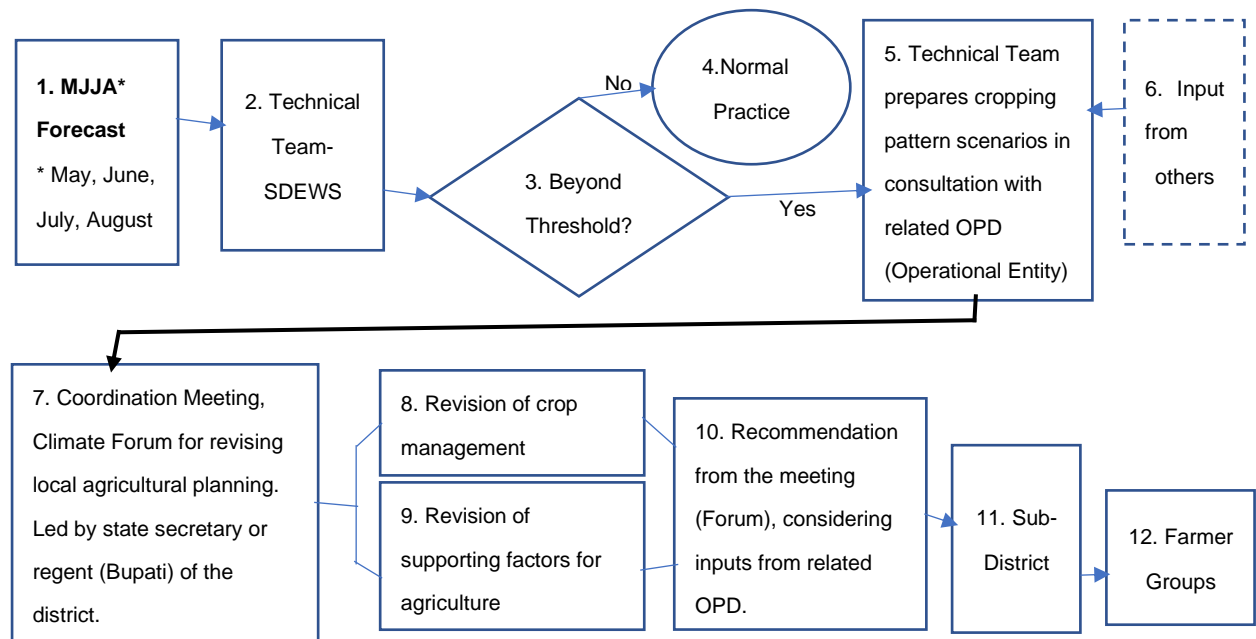 1. MJJA*
Forecast
* May, June,
July, August
2. Technical
Team-
SDEWS
3. Beyond
Threshold?
No
4.Normal
Practice
Yes
5. Technical Team
prepares cropping
pattern scenarios in
consultation with
related OPD
(Operational Entity)
6. Input
from
others
7. Coordination Meeting,
Climate Forum for revising
local agricultural planning.
Led by state secretary or
regent (Bupati) of the
district.
8. Revision of crop
management
9. Revision of
supporting factors for
agriculture
10. Recommendation
from the meeting
(Forum), considering
inputs from related
OPD.
11. Sub-
District
12. Farmer
Groups